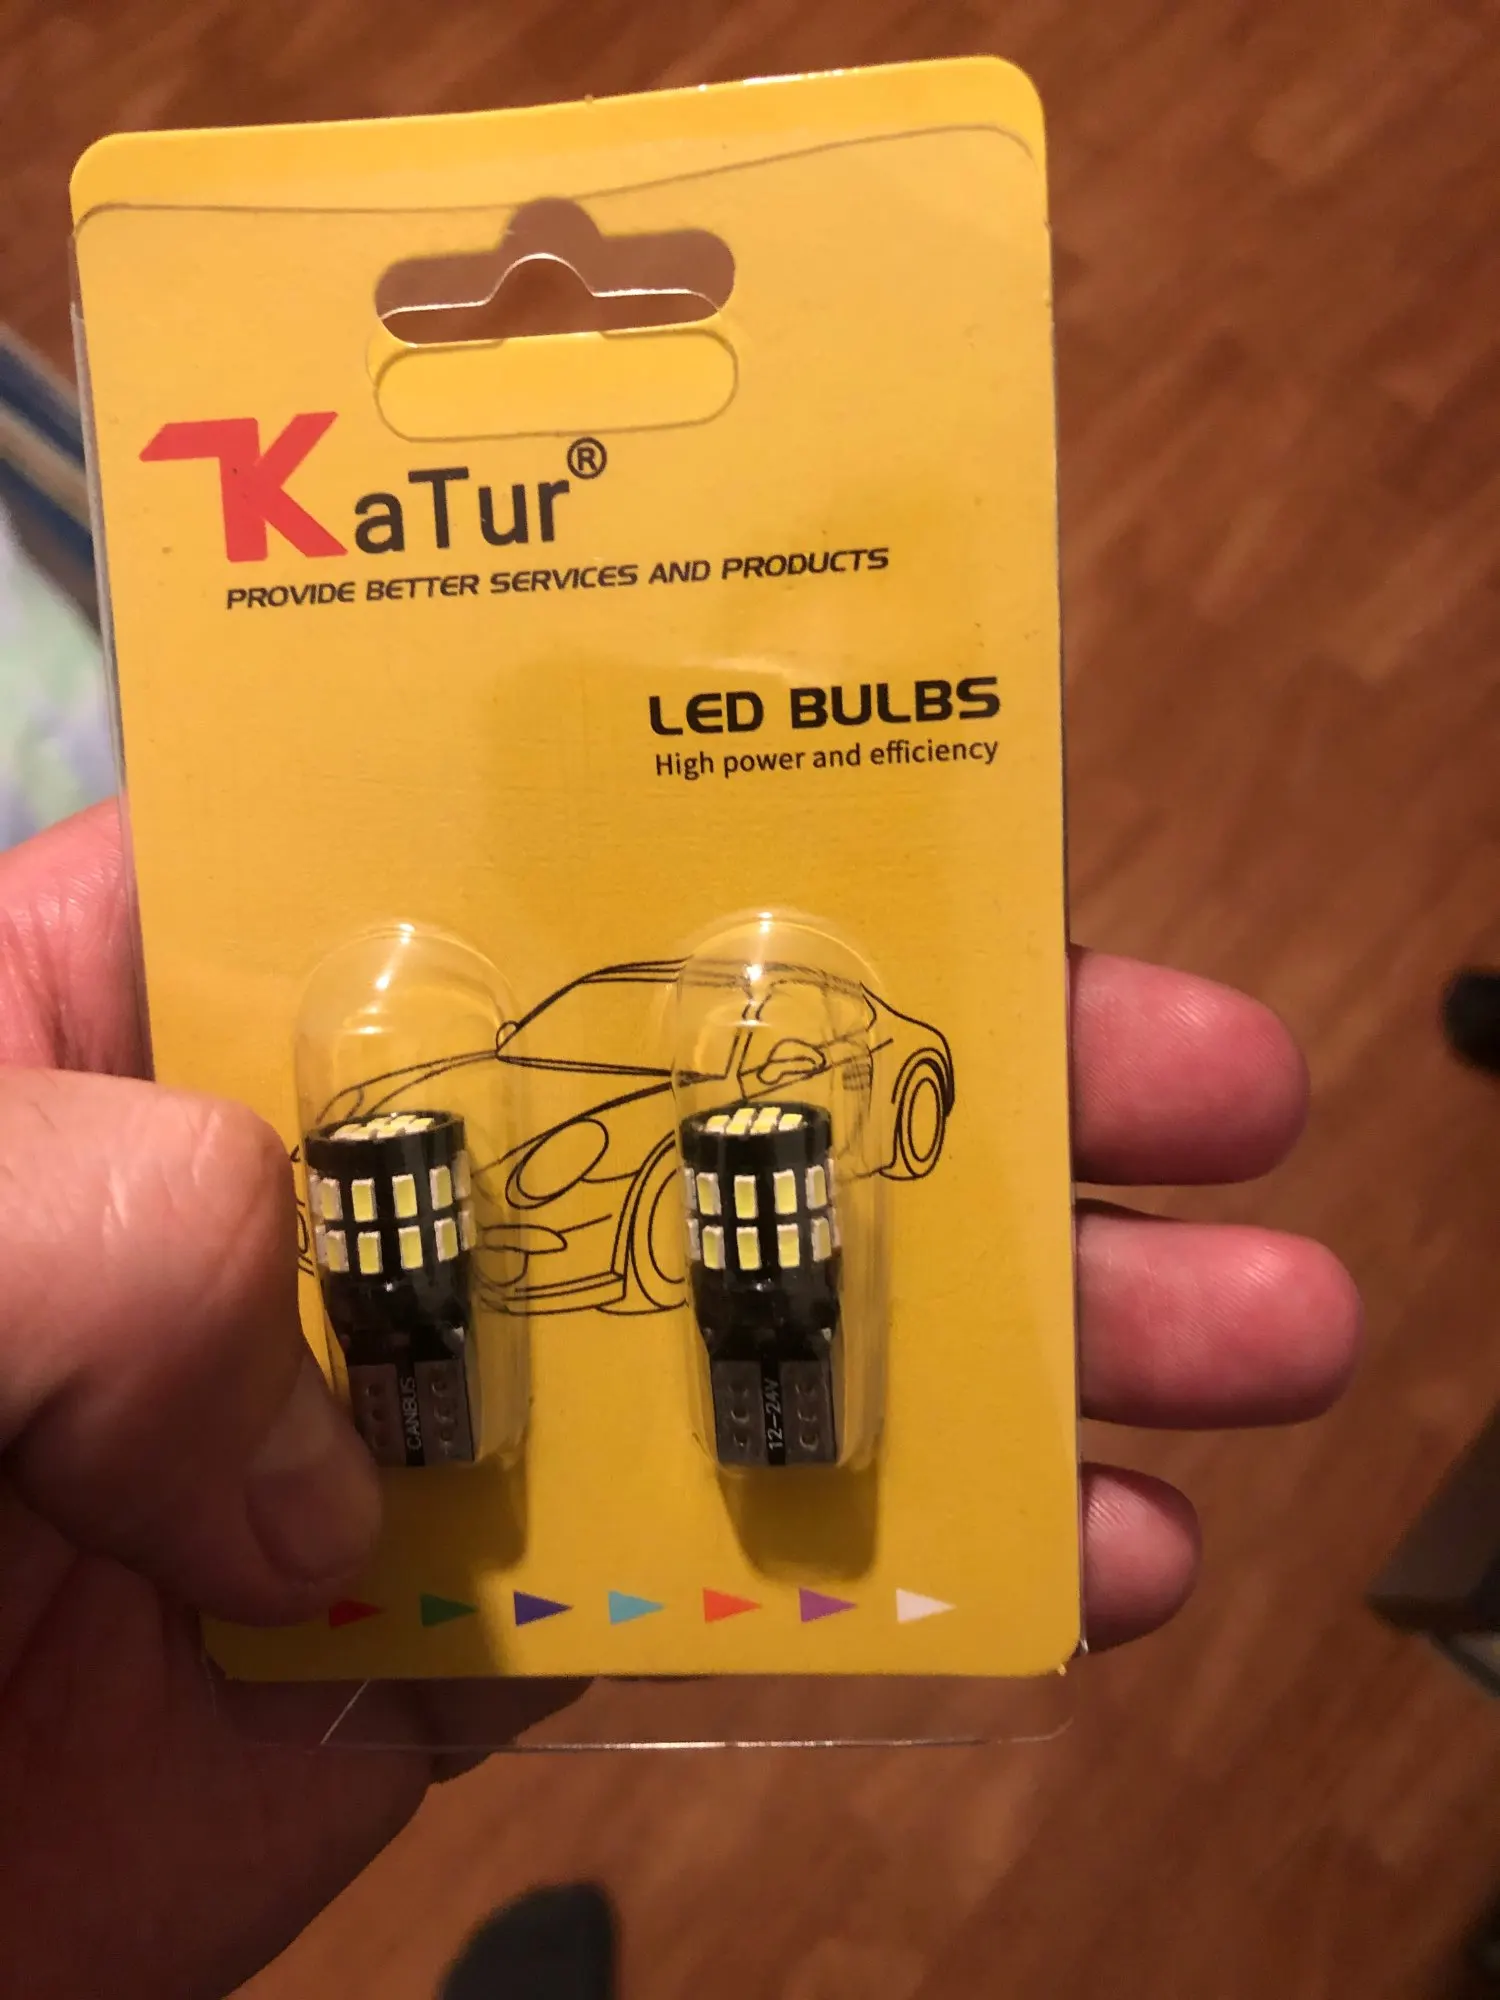 KaTur®
PROVIDE BETTER SERVICES AND PRODUCTS
LED BULBS
High power and efficiency
CANBUS
12-24V